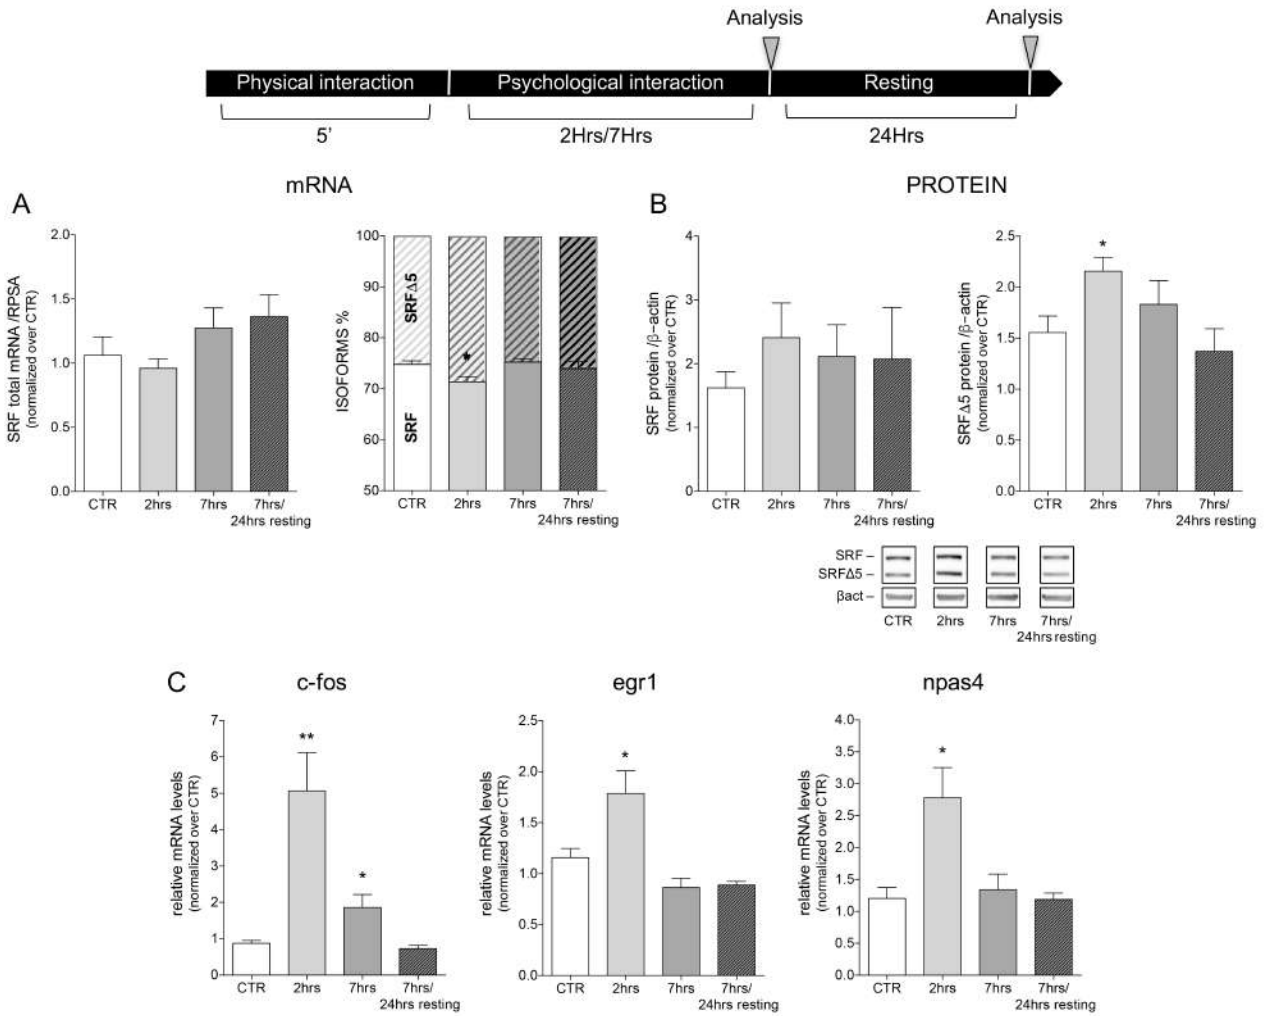 Analysis
Analysis
Physical interaction
Psychological interaction
Resting
5’
2Hrs/7Hrs
24Hrs
mRNA
PROTEIN
A
SRF total mRNA /RPSA
(normalized over CTR)
2.0
1.5
1.0
0.5
0.0
CTR
2hrs
7hrs
7hrs/
24hrs resting
ISOFORMS %
100
90
80
70
60
50
SRFΔ5
SRF
*
CTR
2hrs
7hrs
7hrs/
24hrs resting
B
SRF protein /β−actin
(normalized over CTR)
4
3
2
1
0
CTR
2hrs
7hrs
7hrs/
24hrs resting
SRFΔ5 protein /β−actin
(normalized over CTR)
2.5
2.0
1.5
1.0
0.5
0.0
*
CTR
2hrs
7hrs
7hrs/
24hrs resting
SRF –
SRFΔ5 –
βact –
CTR
2hrs
7hrs
7hrs/
24hrs resting
C
c-fos
relative mRNA levels
(normalized over CTR)
7
6
5
4
3
2
1
0
**
*
CTR
2hrs
7hrs
7hrs/
24hrs resting
egr1
relative mRNA levels
(normalized over CTR)
2.5
2.0
1.5
1.0
0.5
0.0
*
CTR
2hrs
7hrs
7hrs/
24hrs resting
npas4
relative mRNA levels
(normalized over CTR)
4.0
3.5
3.0
2.5
2.0
1.5
1.0
0.5
0.0
*
CTR
2hrs
7hrs
7hrs/
24hrs resting